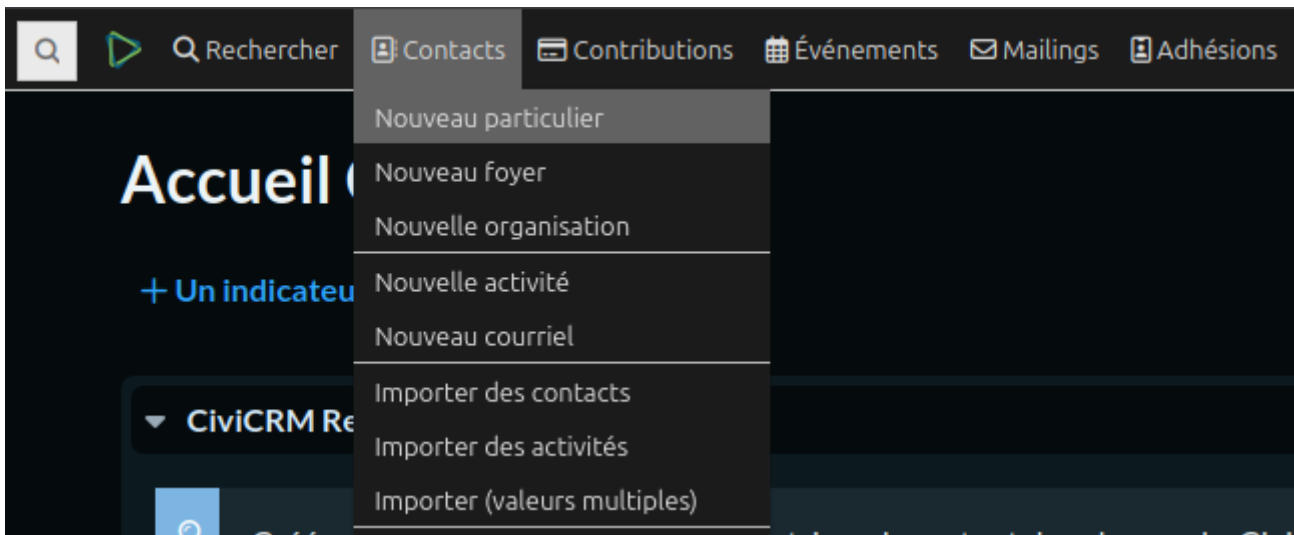 Rechercher Contacts Contributions Événements Mailings Adhésions
Nouveau particulier
Accueil
Nouveau foyer
Nouvelle organisation
+ Un indicateu
Nouvelle activité
Nouveau courriel
Importer des contacts
CiviCRM Re
Importer des activités
Importer (valeurs multiples)